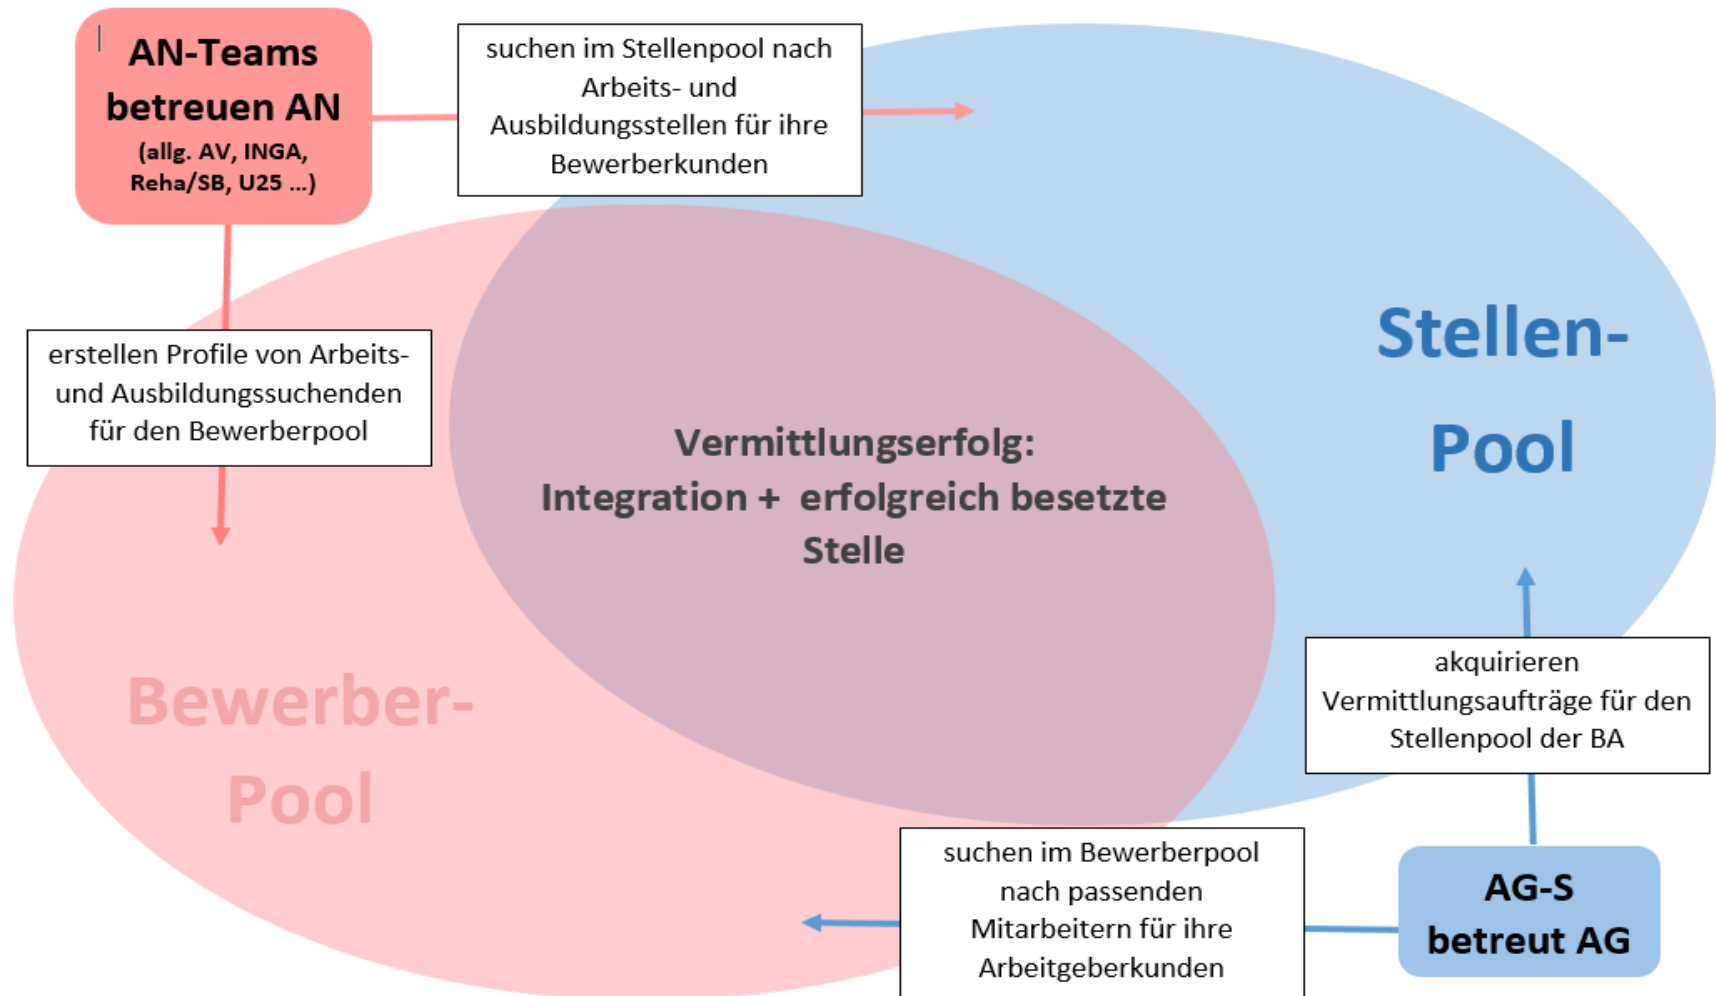 AN-Teams
betreuen AN
(allg. AV, INGA,
Reha/SB, U25 ...)
suchen im Stellenpool nach
Arbeits- und
Ausbildungsstellen für ihre
Bewerberkunden
erstellen Profile von Arbeits-
und Ausbildungssuchenden
für den Bewerberpool
Stellen-
Pool
Vermittlungserfolg:
Integration + erfolgreich besetzte
Stelle
Bewerber-
Pool
akquirieren
Vermittlungsaufträge für den
Stellenpool der BA
suchen im Bewerberpool
nach passenden
Mitarbeitern für ihre
Arbeitgeberkunden
AG-S
betreut AG